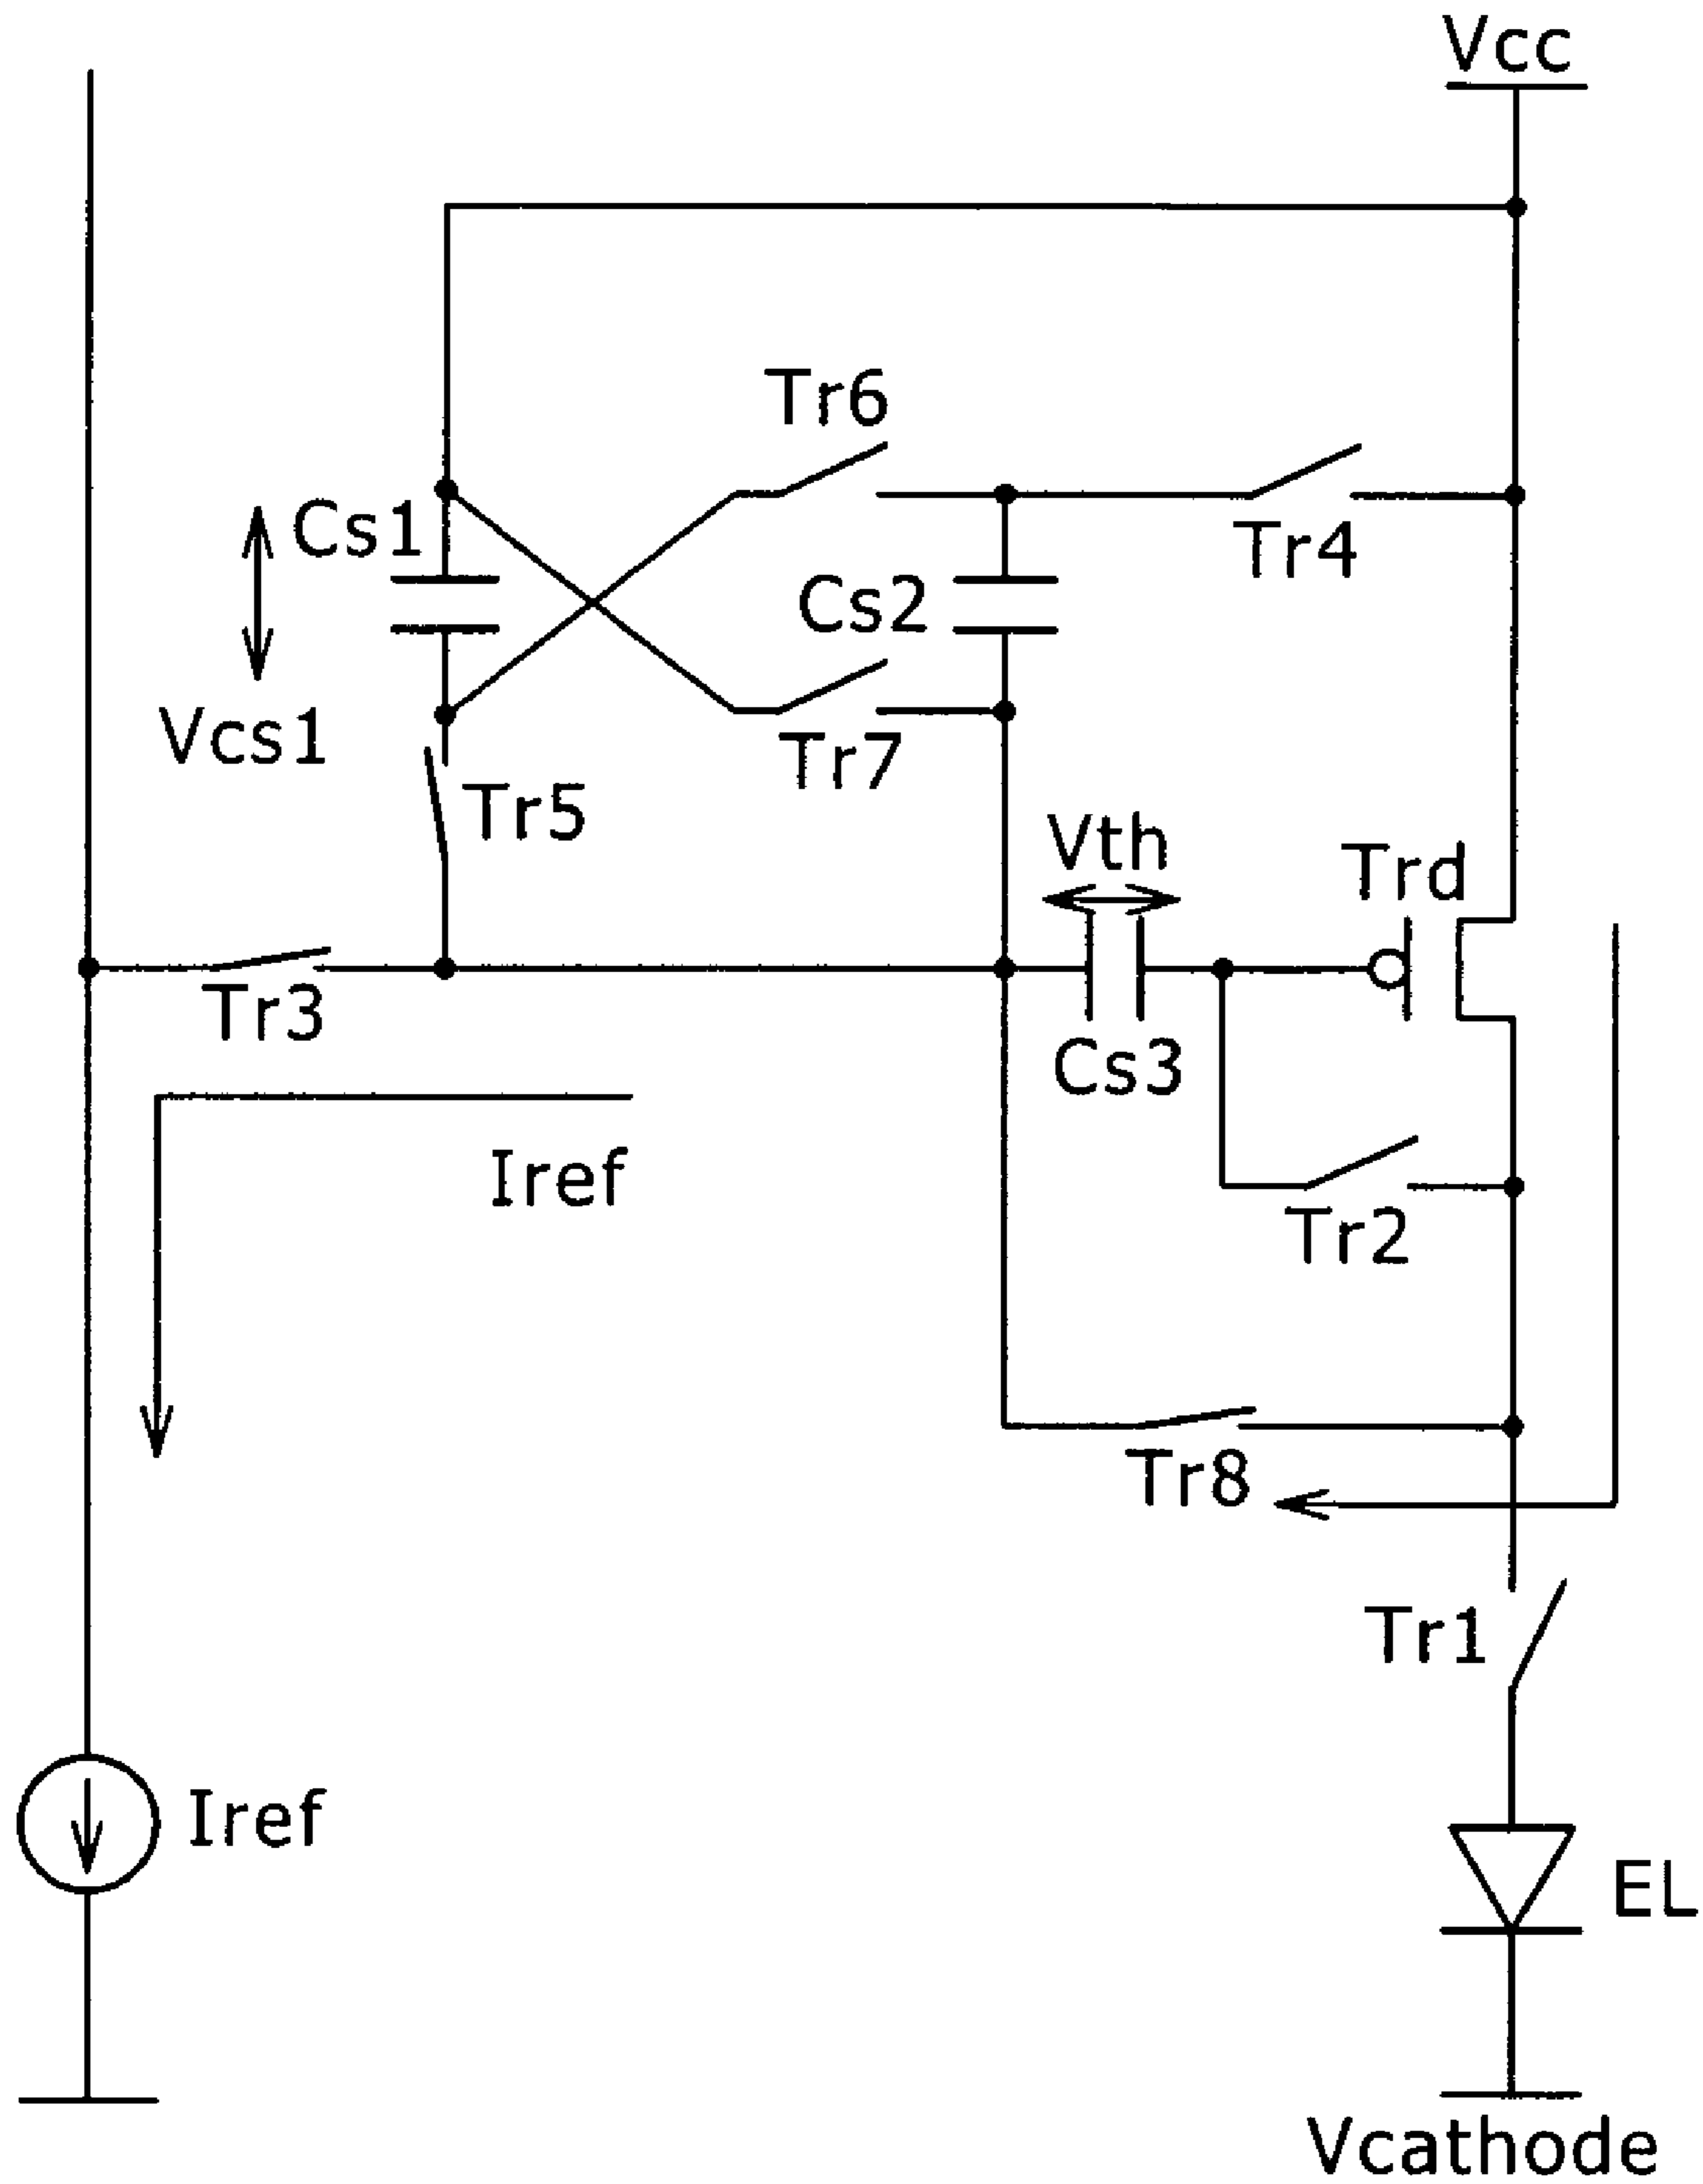 Vcc
Tr6
Cs1
Tr4
Cs2
Vcs1
Tr7
Tr5
Vth
Trd
Tr3
Cs3
Iref
Tr2
Tr8
Tr1
Iref
EL
Vcathode